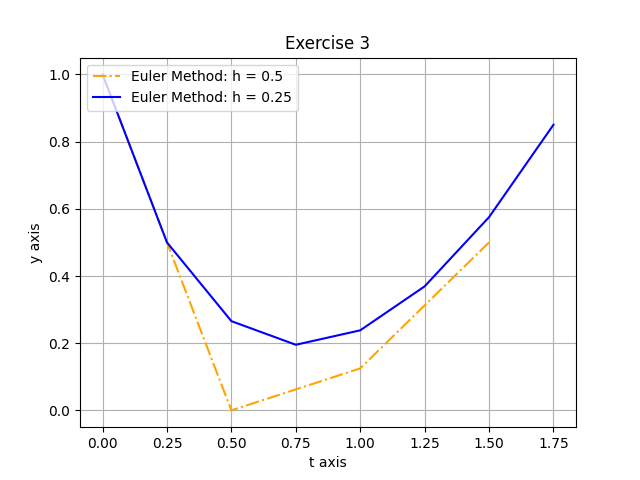 Exercise 3
Euler Method: h = 0.5
Euler Method: h = 0.25
1.0
0.8
0.6
0.4
0.2
0.0
y axis
0.00 0.25 0.50 0.75 1.00 1.25 1.50 1.75
t axis